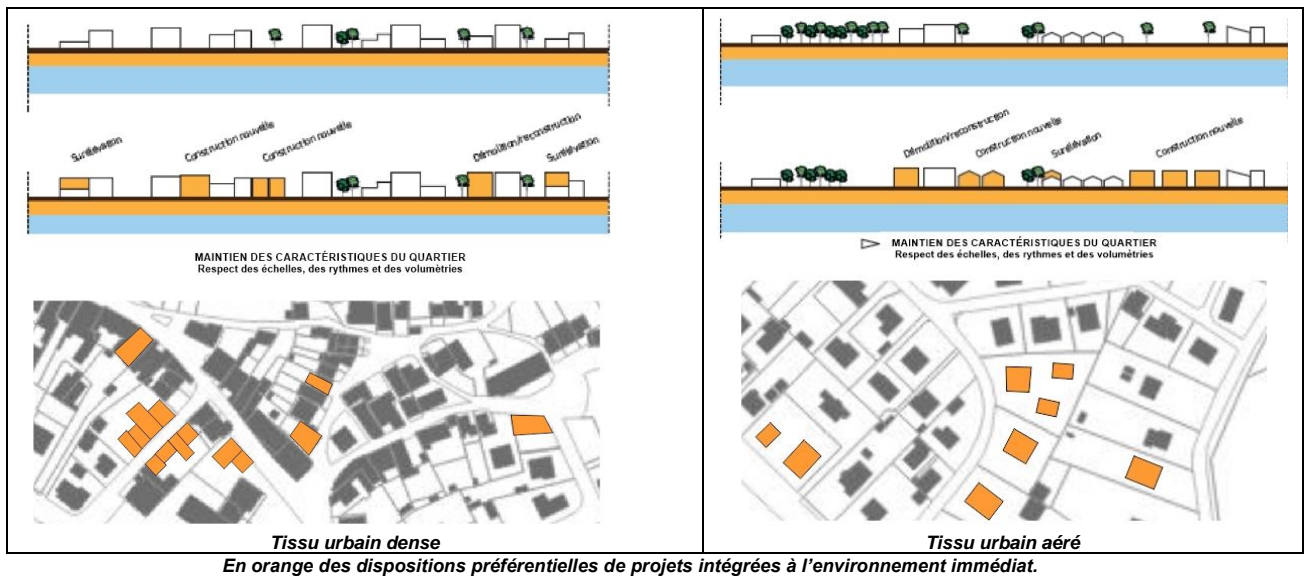 Surélévation
Construction nouvelle
Construction nouvelle
Démolition/reconstruction
Surélévation
MAINTIEN DES CARACTÉRISTIQUES DU QUARTIER
Respect des échelles, des rythmes et des volumètries
Tissu urbain dense
Démolition/reconstruction
Construction nouvelle
Surélévation
Construction nouvelle
MAINTIEN DES CARACTÉRISTIQUES DU QUARTIER
Respect des échelles, des rythmes et des volumètries
Tissu urbain aéré
En orange des dispositions préférentielles de projets intégrées à l'environnement immédiat.